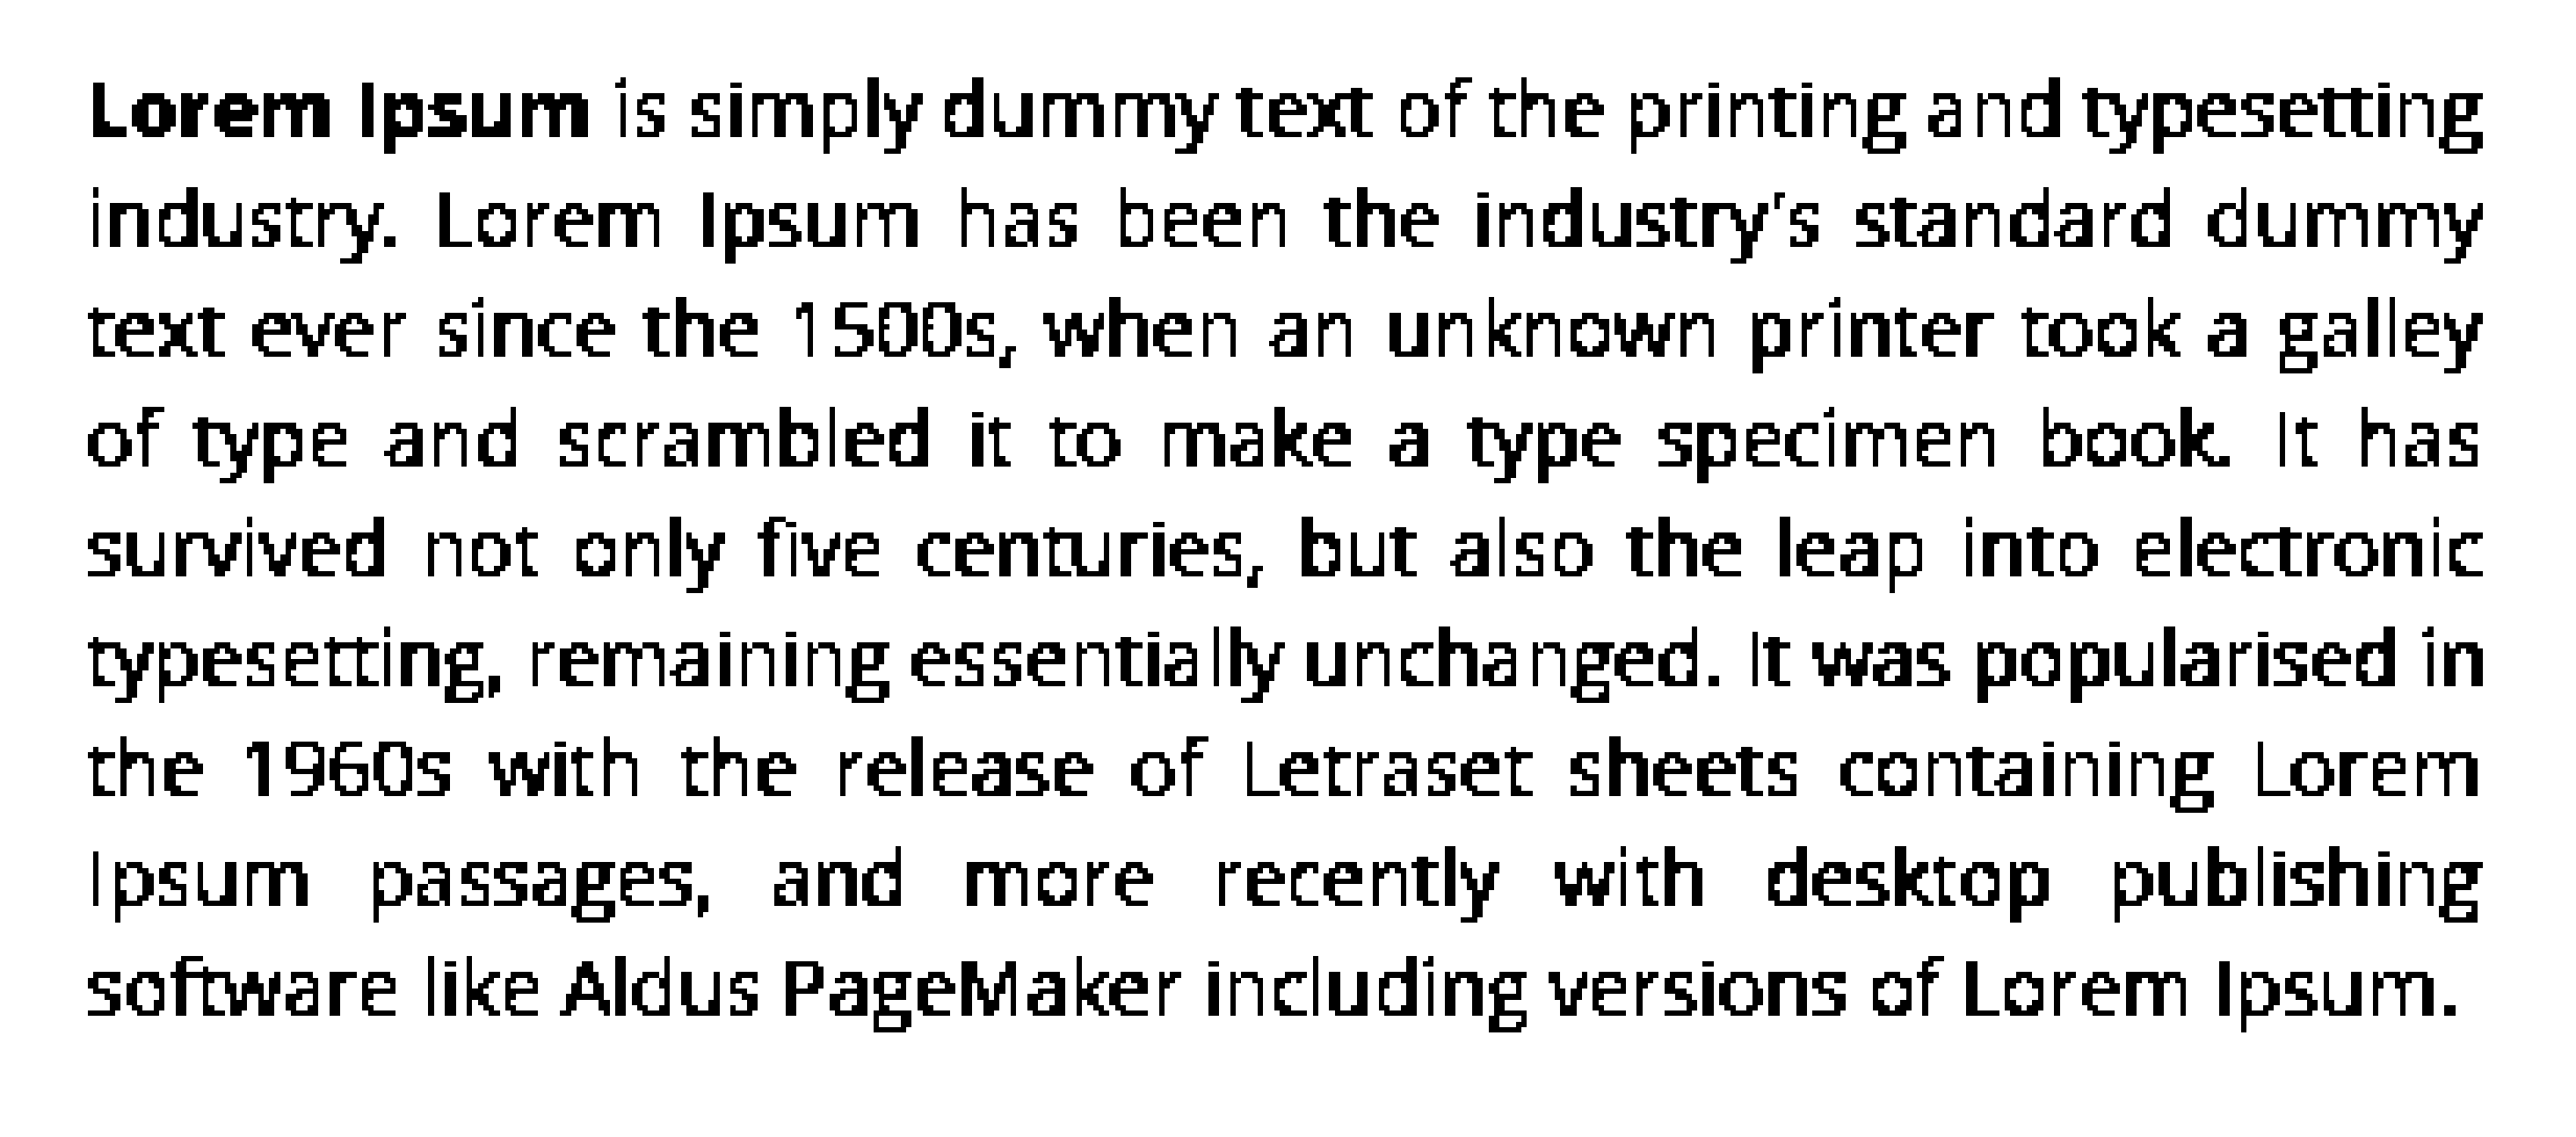 Lorem Ipsum is simply dummy text of the printing and typesetting
industry. Lorem Ipsum has been the industry's standard dummy
text ever since the 1500s, when an unknown printer took a galley
of type and scrambled it to make a type specimen book. It has
survived not only five centuries, but also the leap into electronic
typesetting, remaining essentially unchanged. It was popularised in
the 1960s with the release of Letraset sheets containing Lorem
Ipsum passages, and more recently with desktop publishing
software like Aldus PageMaker including versions of Lorem Ipsum.